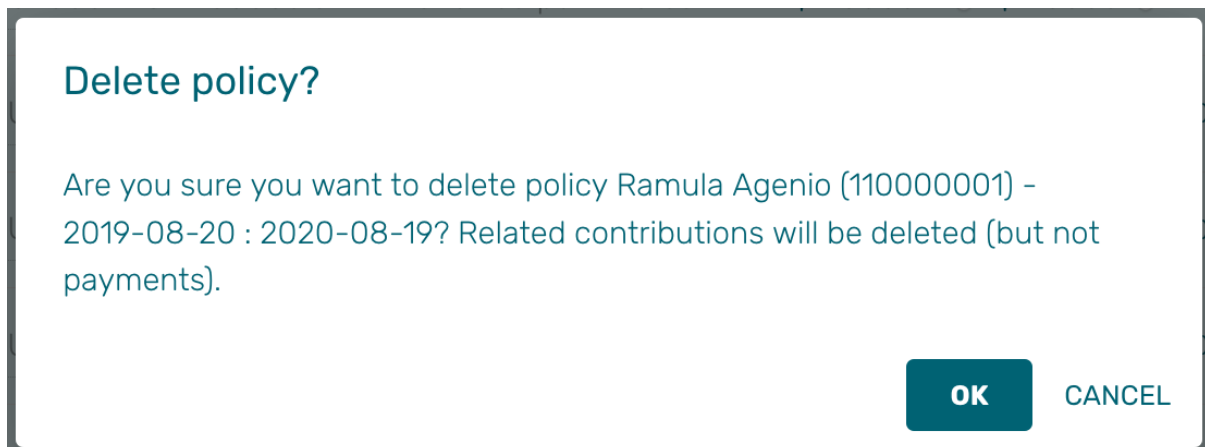 Delete policy?
Are you sure you want to delete policy Ramula Agenio (110000001) -
2019-08-20 : 2020-08-19? Related contributions will be deleted (but not
payments).
OK CANCEL